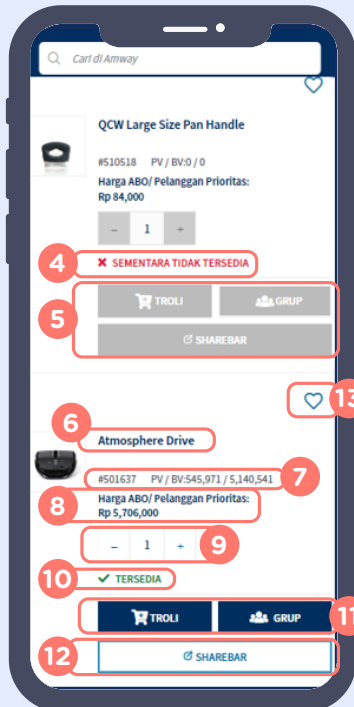 Cari di Amway
QCW Large Size Pan Handle
#510518 PV / BV:0 / 0
Harga ABO/ Pelanggan Prioritas:
Rp 84,000
– 1 +
4 ✖ SEMENTARA TIDAK TERSEDIA
5 TROLI GRUP
SHAREBAR
13
6
Atmosphere Drive
#501637 PV / BV:545,971 / 5,140,541 7
8 Harga ABO/ Pelanggan Prioritas:
Rp 5,706,000
– 1 + 9
10 ✔ TERSEDIA
TROLI GRUP 11
12 SHAREBAR